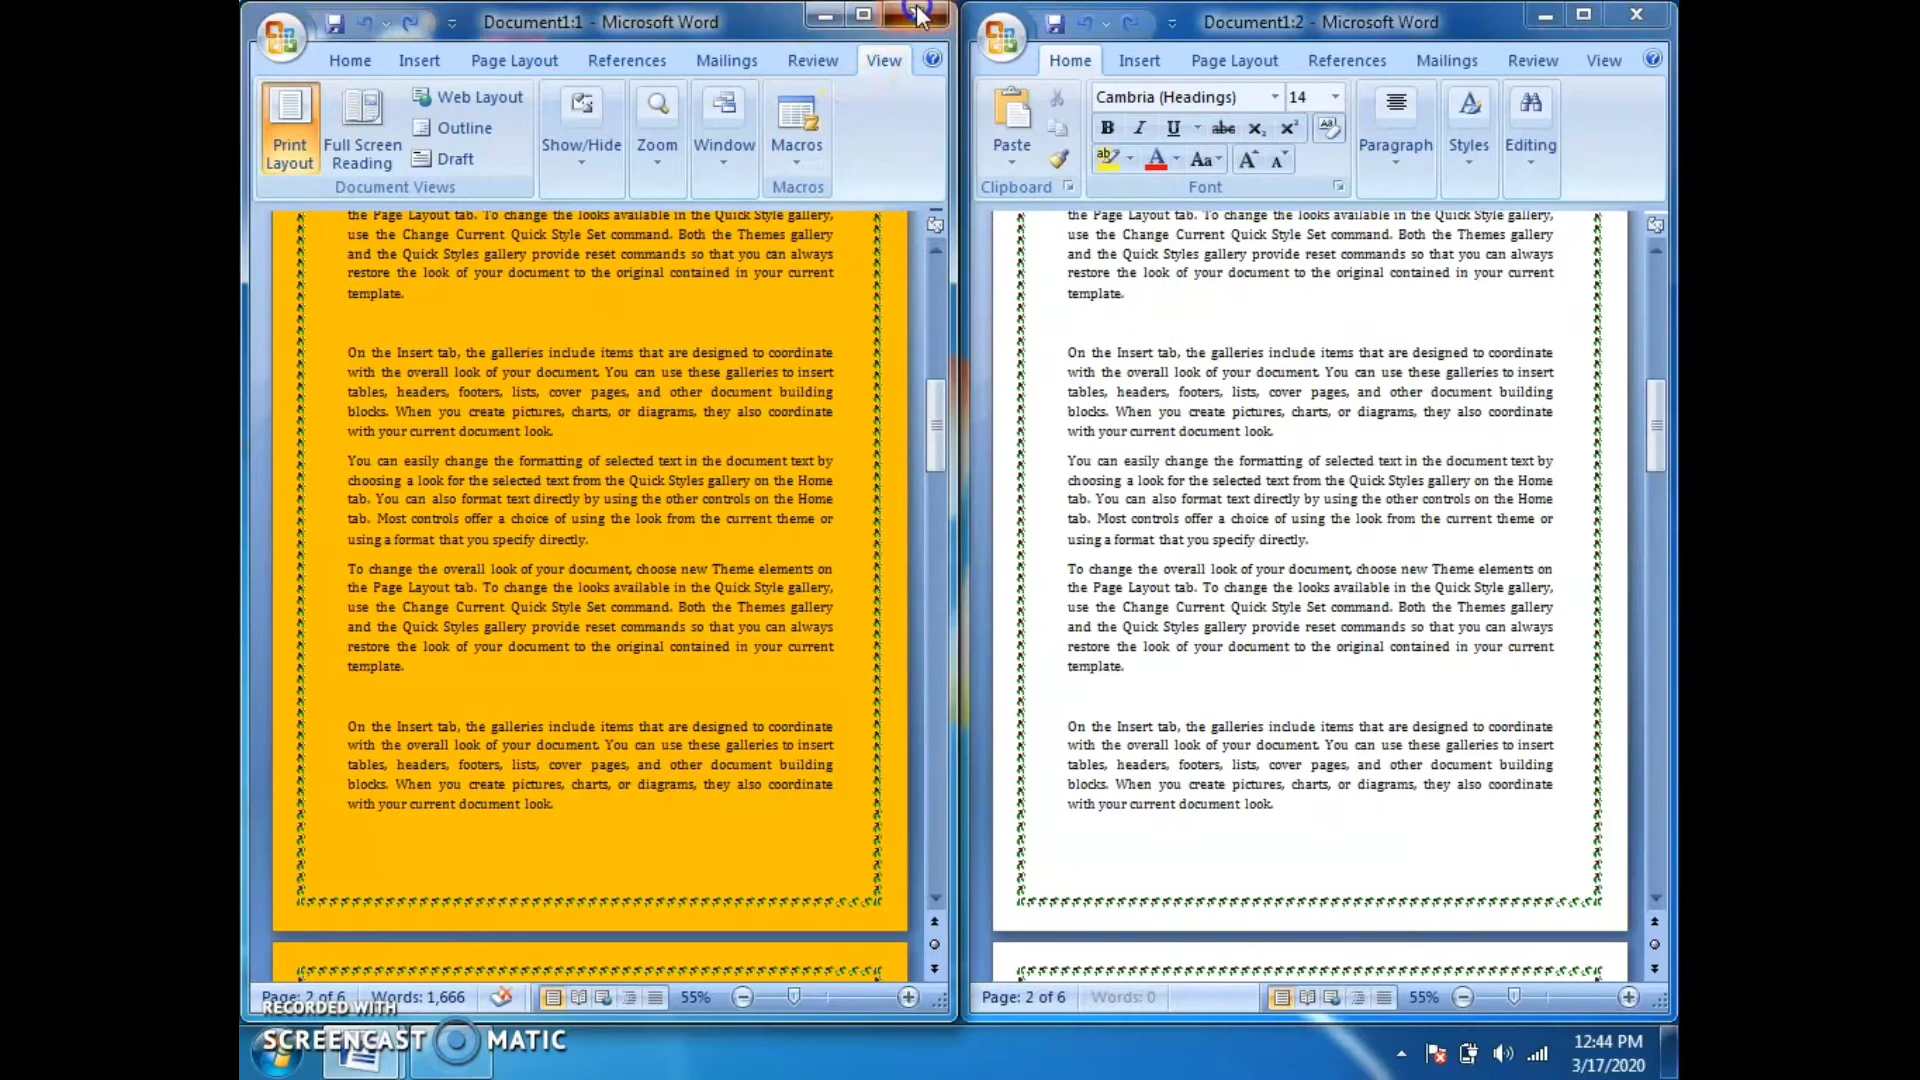 Document1:1 - Microsoft Word
Home Insert Page Layout References Mailings Review View
Print Layout
Full Screen Reading
Web Layout
Outline
Draft
Document Views
Show/Hide
Zoom
Window
Macros
Macros
the Page Layout tab. To change the looks available in the Quick Style gallery,
use the Change Current Quick Style Set command. Both the Themes gallery
and the Quick Styles gallery provide reset commands so that you can always
restore the look of your document to the original contained in your current
template.
On the Insert tab, the galleries include items that are designed to coordinate
with the overall look of your document. You can use these galleries to insert
tables, headers, footers, lists, cover pages, and other document building
blocks. When you create pictures, charts, or diagrams, they also coordinate
with your current document look.
You can easily change the formatting of selected text in the document text by
choosing a look for the selected text from the Quick Styles gallery on the Home
tab. You can also format text directly by using the other controls on the Home
tab. Most controls offer a choice of using the look from the current theme or
using a format that you specify directly.
To change the overall look of your document, choose new Theme elements on
the Page Layout tab. To change the looks available in the Quick Style gallery,
use the Change Current Quick Style Set command. Both the Themes gallery
and the Quick Styles gallery provide reset commands so that you can always
restore the look of your document to the original contained in your current
template.
On the Insert tab, the galleries include items that are designed to coordinate
with the overall look of your document. You can use these galleries to insert
tables, headers, footers, lists, cover pages, and other document building
blocks. When you create pictures, charts, or diagrams, they also coordinate
with your current document look.
Page: 2 of 6 Words: 1,666 55%
Document1:2 - Microsoft Word
Home Insert Page Layout References Mailings Review View
Paste
Clipboard
Cambria (Headings) 14
B I U abc X₂ X² Aa
ab A Aa A A
Font
Paragraph
Styles
Editing
the Page Layout tab. To change the looks available in the Quick Style gallery,
use the Change Current Quick Style Set command. Both the Themes gallery
and the Quick Styles gallery provide reset commands so that you can always
restore the look of your document to the original contained in your current
template.
On the Insert tab, the galleries include items that are designed to coordinate
with the overall look of your document. You can use these galleries to insert
tables, headers, footers, lists, cover pages, and other document building
blocks. When you create pictures, charts, or diagrams, they also coordinate
with your current document look.
You can easily change the formatting of selected text in the document text by
choosing a look for the selected text from the Quick Styles gallery on the Home
tab. You can also format text directly by using the other controls on the Home
tab. Most controls offer a choice of using the look from the current theme or
using a format that you specify directly.
To change the overall look of your document, choose new Theme elements on
the Page Layout tab. To change the looks available in the Quick Style gallery,
use the Change Current Quick Style Set command. Both the Themes gallery
and the Quick Styles gallery provide reset commands so that you can always
restore the look of your document to the original contained in your current
template.
On the Insert tab, the galleries include items that are designed to coordinate
with the overall look of your document. You can use these galleries to insert
tables, headers, footers, lists, cover pages, and other document building
blocks. When you create pictures, charts, or diagrams, they also coordinate
with your current document look.
Page: 2 of 6 Words: 0 55%
RECORDED WITH
SCREENCAST MATIC
12:44 PM
3/17/2020